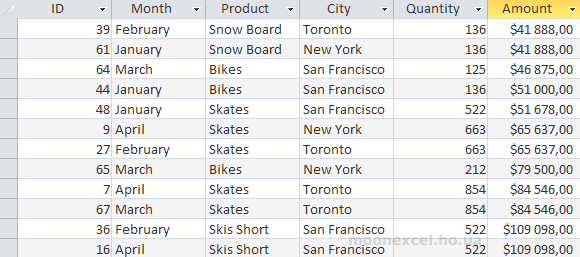 ID Month Product City Quantity Amount
39 February Snow Board Toronto 136 $41 888,00
61 January Snow Board New York 136 $41 888,00
64 March Bikes San Francisco 125 $46 875,00
44 January Bikes San Francisco 136 $51 000,00
48 January Skates San Francisco 522 $51 678,00
9 April Skates New York 663 $65 637,00
27 February Skates Toronto 663 $65 637,00
65 March Bikes New York 212 $79 500,00
7 April Skates Toronto 854 $84 546,00
67 March Skates Toronto 854 $84 546,00
36 February Skis Short San Francisco 522 $109 098,00
moonexcel.ho.ua
16 April Skis Short San Francisco 522 $109 098,00